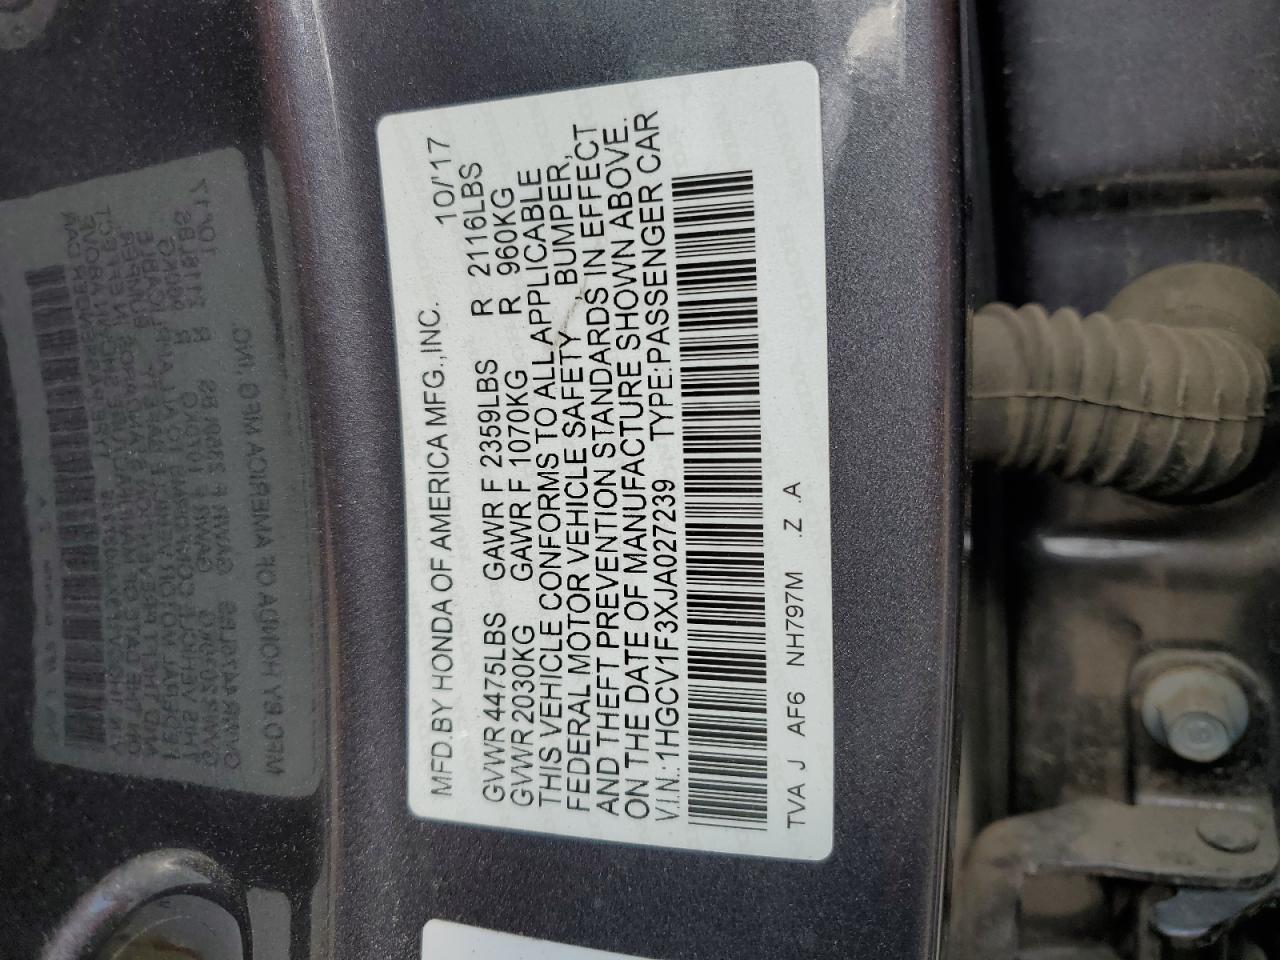 MFD.BY HONDA OF AMERICA MFG.,INC. 10/'17
GVWR 4475LBS GAWR F 2359LBS R 2116LBS
GVWR 2030KG GAWR F 1070KG R 960KG
THIS VEHICLE CONFORMS TO ALL APPLICABLE
FEDERAL MOTOR VEHICLE SAFETY, BUMPER,
AND THEFT PREVENTION STANDARDS IN EFFECT
ON THE DATE OF MANUFACTURE SHOWN ABOVE.
V.I.N.:1HGCV1F3XJA027239 TYPE:PASSENGER CAR
TVA J AF6 NH797M .Z .A